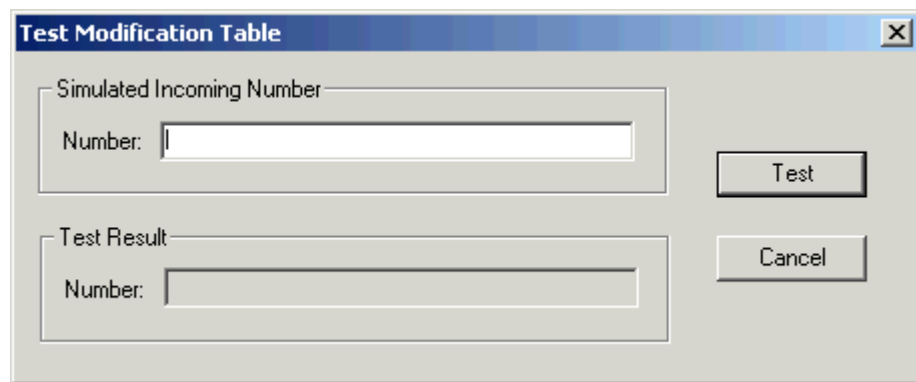 Test Modification Table
Simulated Incoming Number
Number:
Test
Test Result
Number:
Cancel